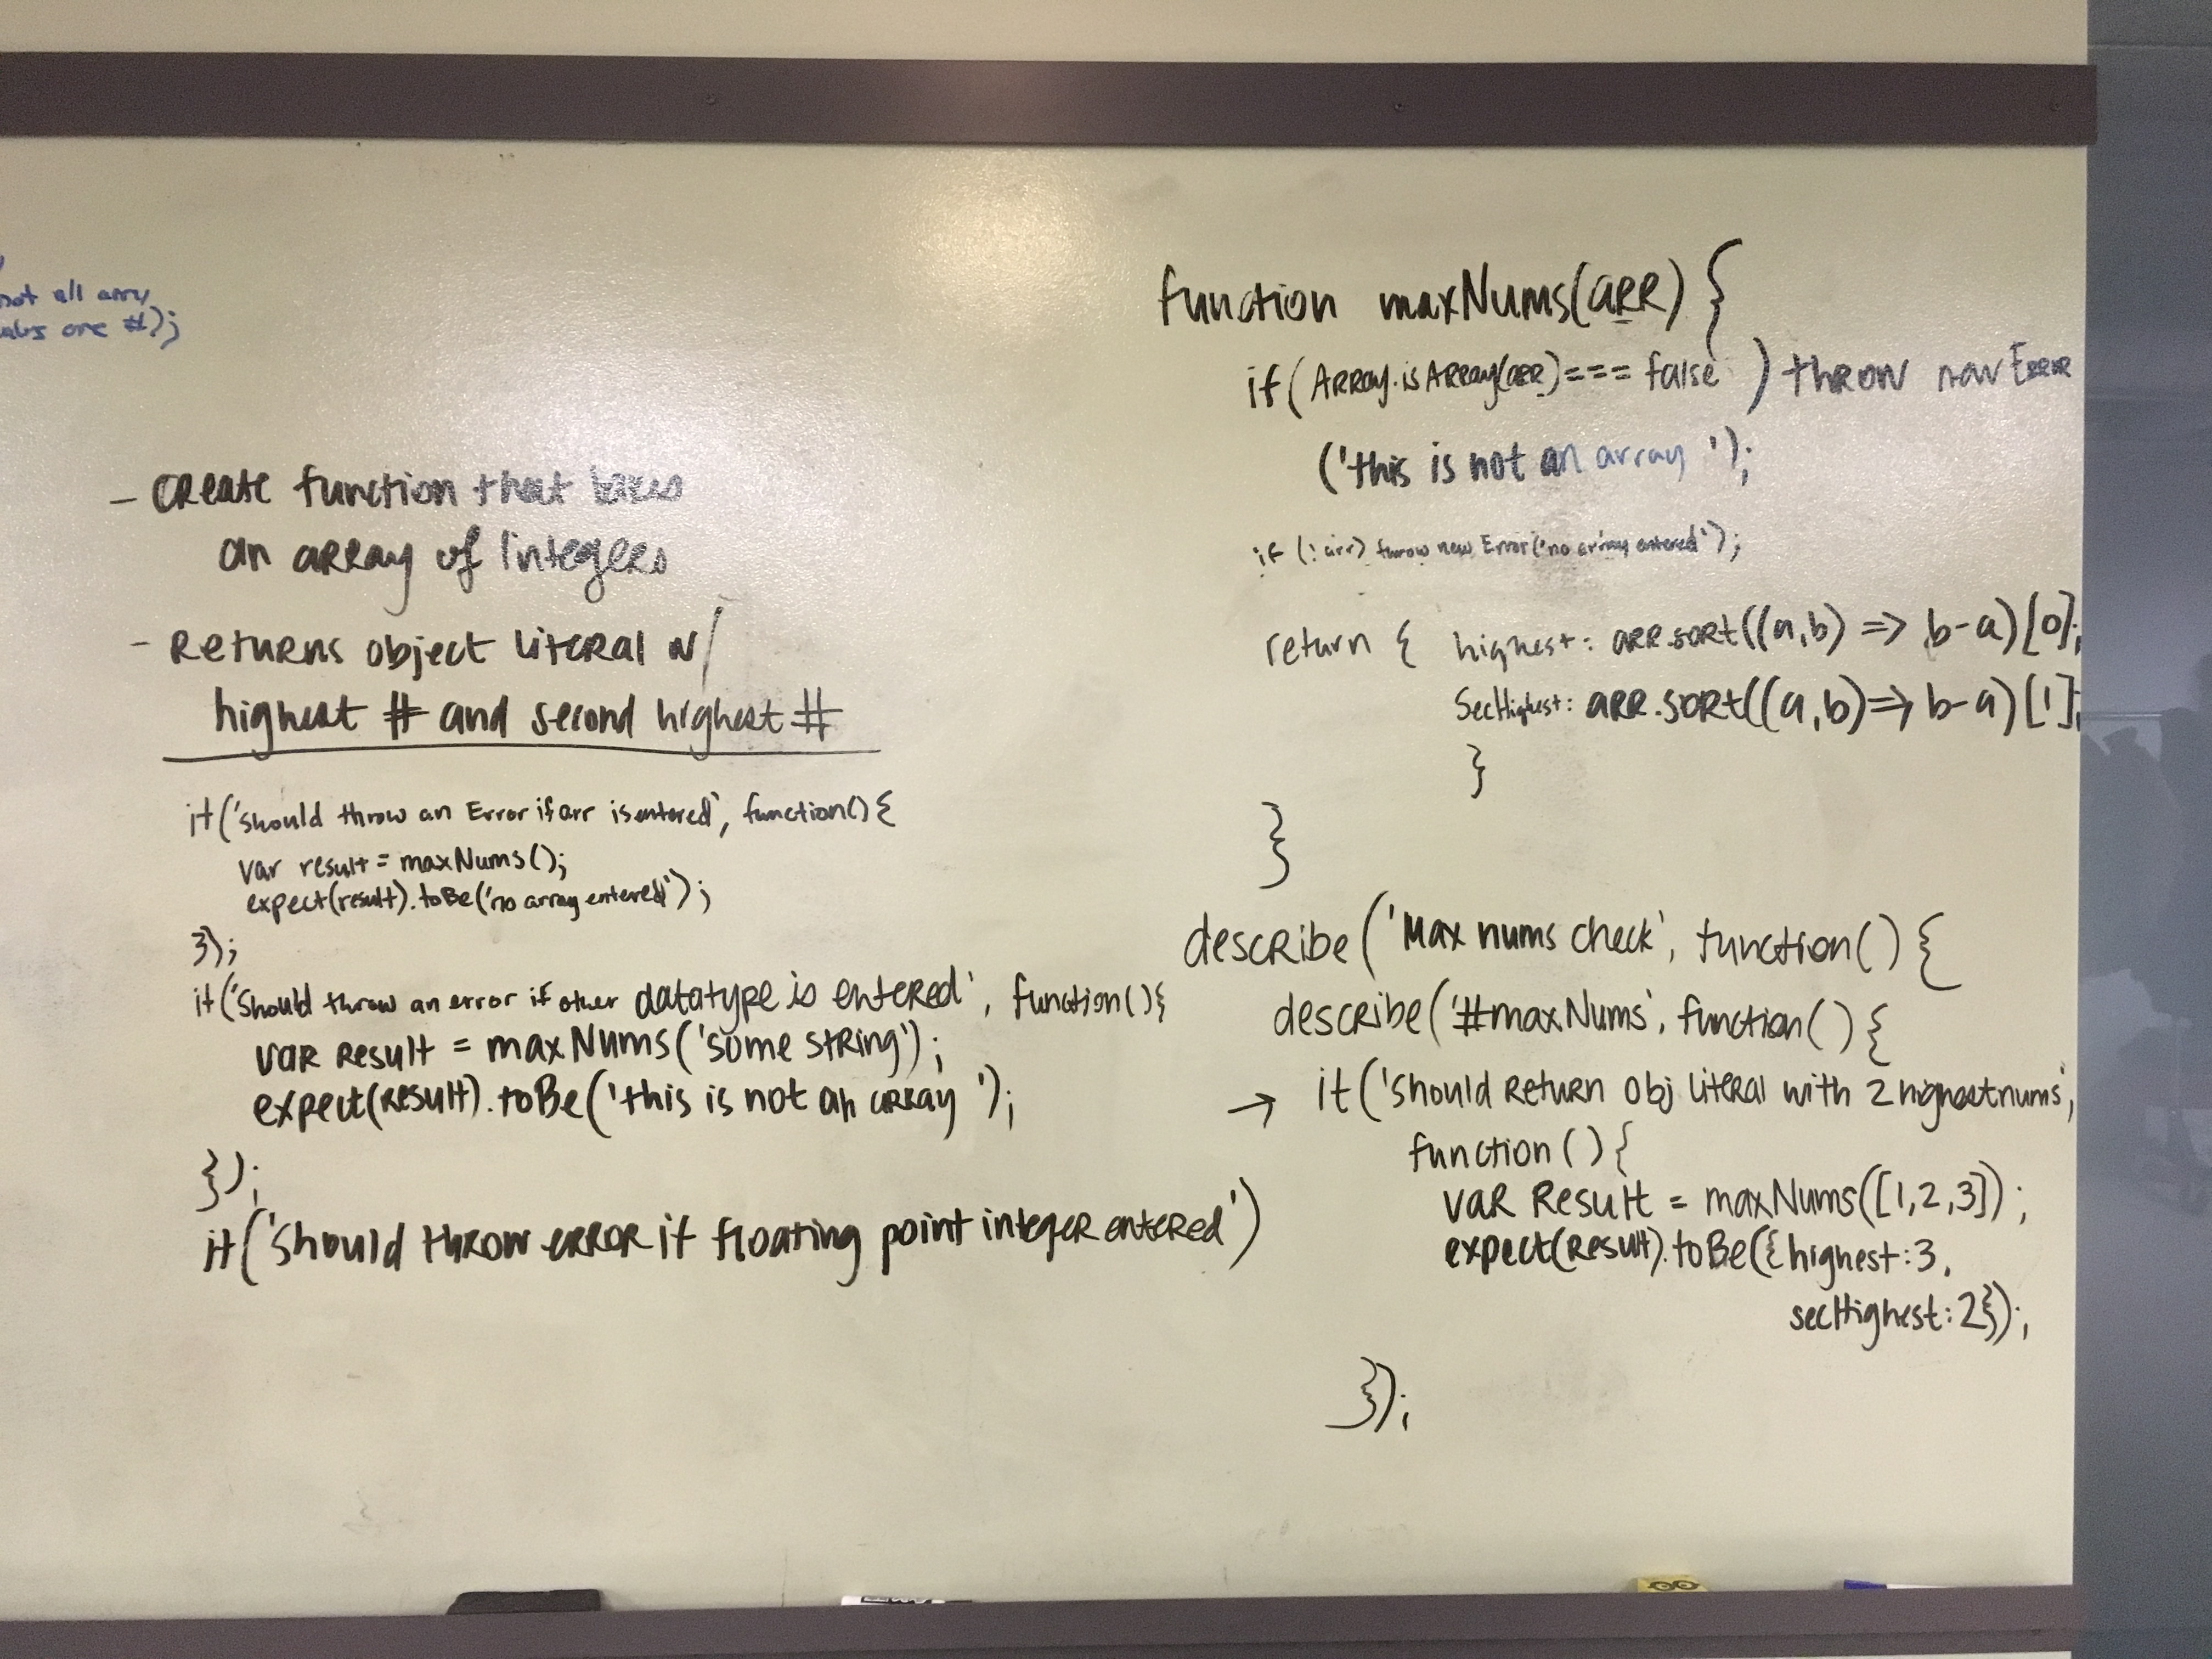 not all array
one #);
- Create function that takes
an array of integers
- Returns object literal w/
highest # and second highest #
it('should throw an Error if arr is entered', function(){
var result = maxNums();
expect(result).toBe('no array entered');
});
it('should throw an error if other datatype is entered', function(){
var result = maxNums('some string');
expect(result).toBe('this is not an array');
});
it('should throw error if floating point integer entered')
function maxNums(arr) {
if(Array.isArray(arr) === false ) throw new Error
('this is not an array ');
if (!arr) throw new Error('no array entered');
return { highest: arr.sort((a,b) => b-a)[0];
SecHighest: arr.sort((a,b) => b-a)[1];
}
}
describe('Max nums check', function() {
describe('#maxNums', function() {
→ it('should return obj literal with 2 highest nums',
function() {
var result = maxNums([1,2,3]);
expect(result).toBe({highest:3,
secHighest:2});
});